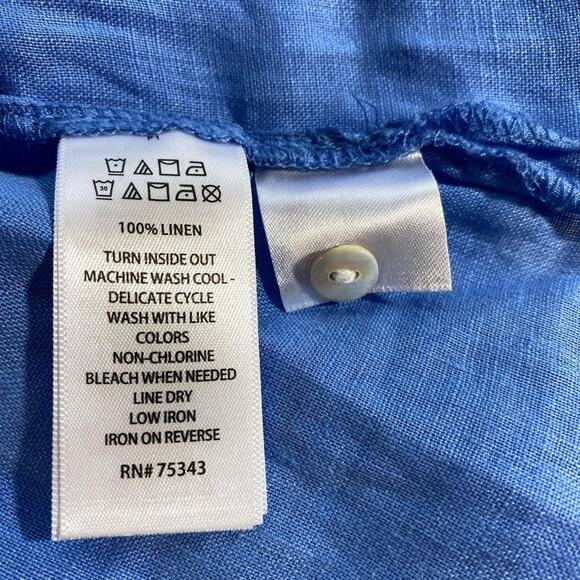 30
100% LINEN
TURN INSIDE OUT
MACHINE WASH COOL -
DELICATE CYCLE
WASH WITH LIKE
COLORS
NON-CHLORINE
BLEACH WHEN NEEDED
LINE DRY
LOW IRON
IRON ON REVERSE
RN# 75343